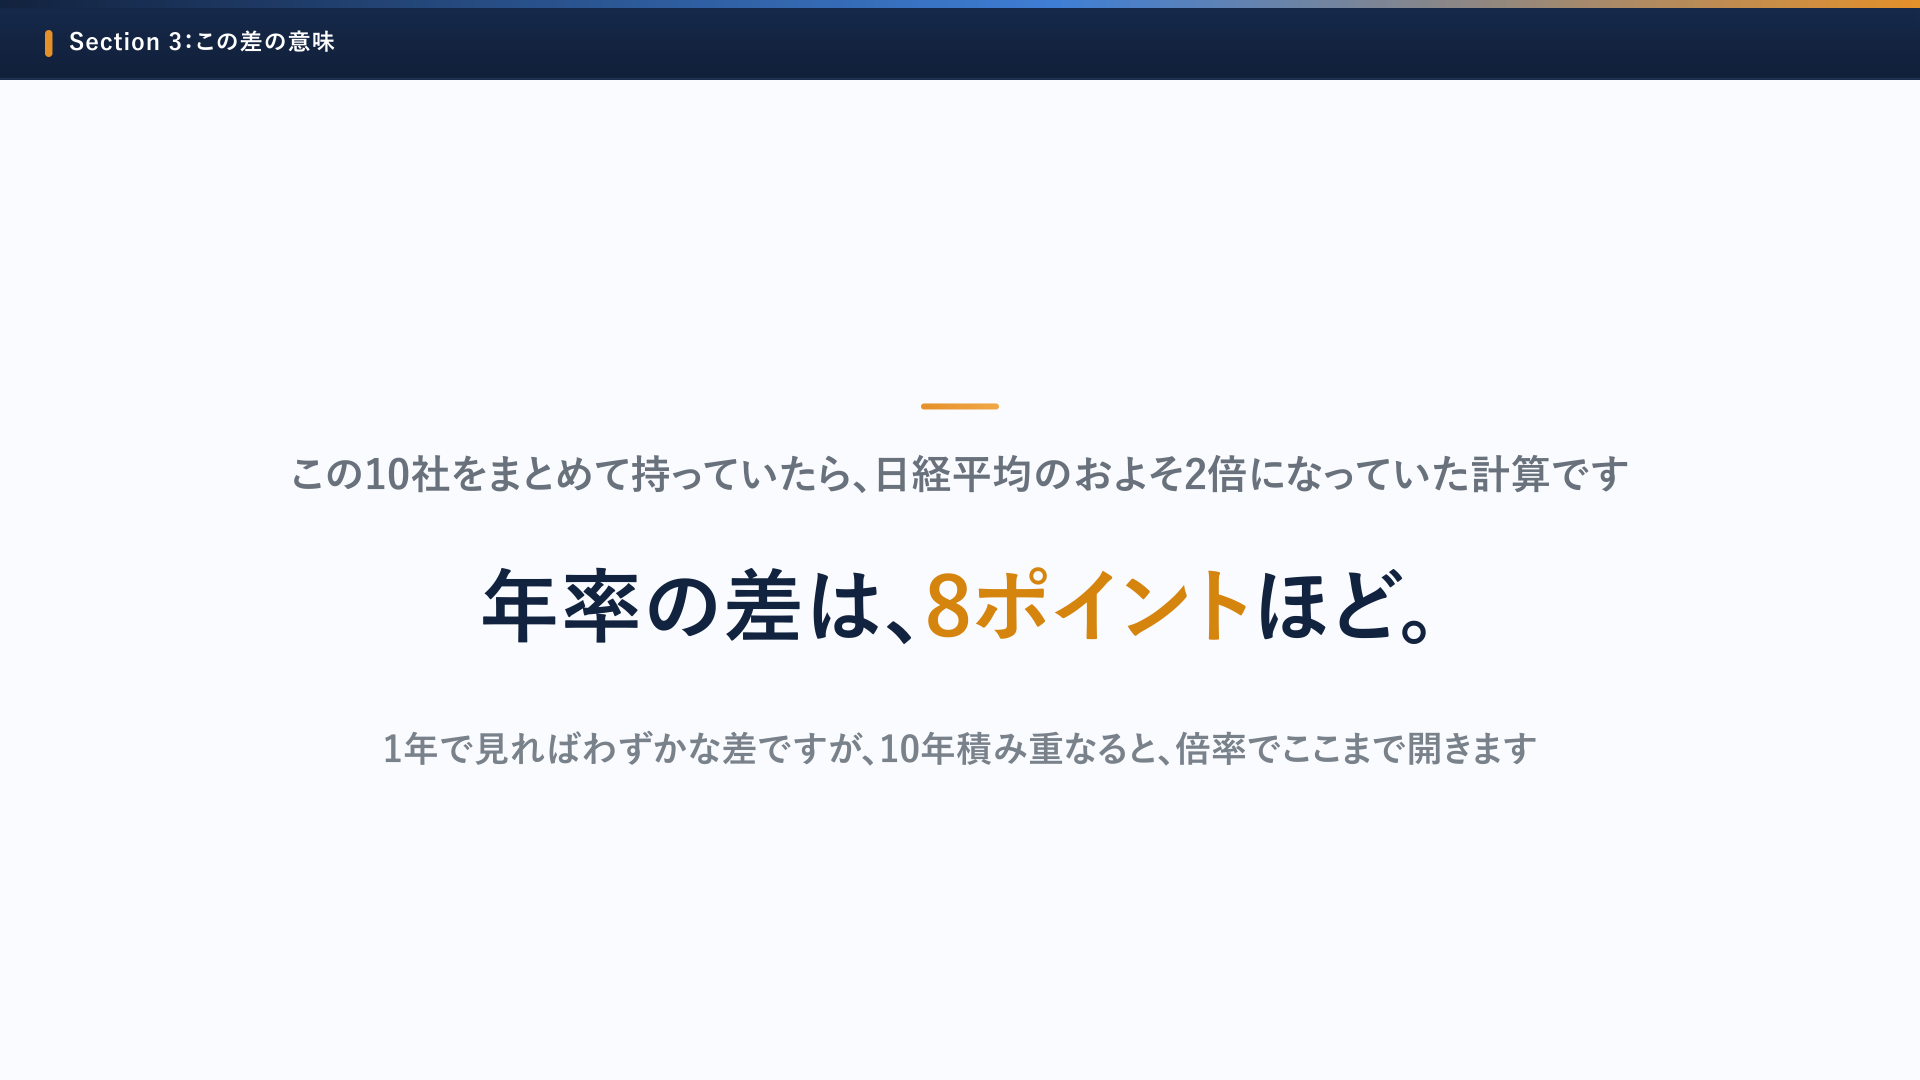 Section 3：この差の意味
この10社をまとめて持っていたら、日経平均のおよそ2倍になっていた計算です
年率の差は、8ポイントほど。
1年で見ればわずかな差ですが、10年積み重なると、倍率でここまで開きます